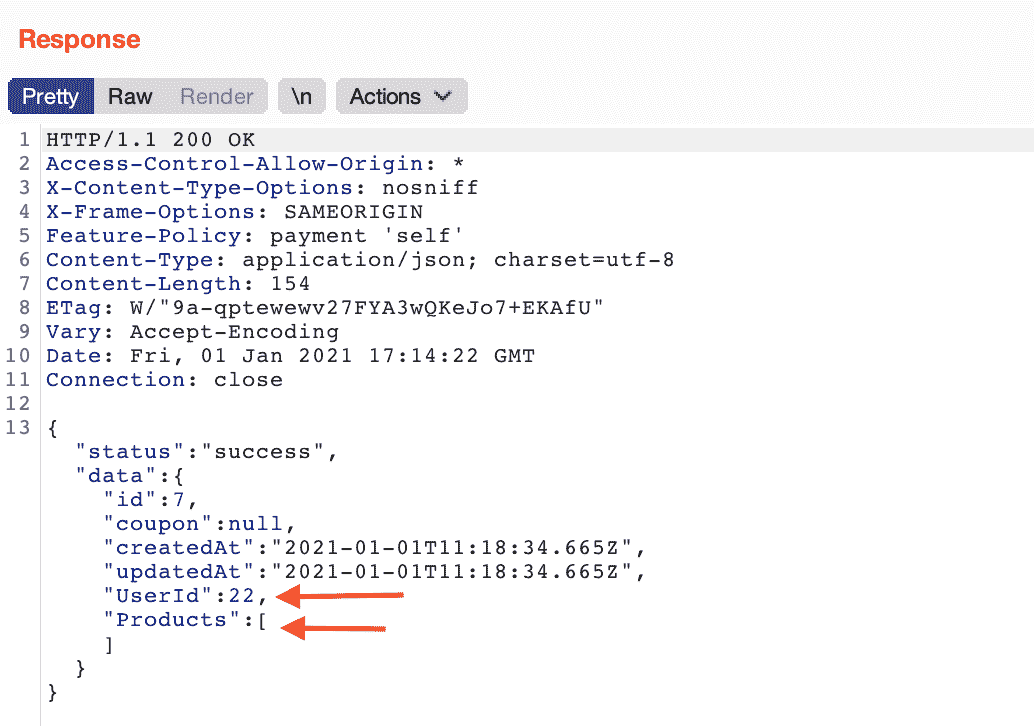 Response
Pretty Raw Render \n Actions
1 HTTP/1.1 200 OK
2 Access-Control-Allow-Origin: *
3 X-Content-Type-Options: nosniff
4 X-Frame-Options: SAMEORIGIN
5 Feature-Policy: payment 'self'
6 Content-Type: application/json; charset=utf-8
7 Content-Length: 154
8 ETag: W/"9a-qptewewv27FYA3wQKeJo7+EKAfU"
9 Vary: Accept-Encoding
10 Date: Fri, 01 Jan 2021 17:14:22 GMT
11 Connection: close
12
13 {
"status":"success",
"data":{
"id":7,
"coupon":null,
"createdAt":"2021-01-01T11:18:34.665Z",
"updatedAt":"2021-01-01T11:18:34.665Z",
"UserId":22,
"Products":[
]
}
}